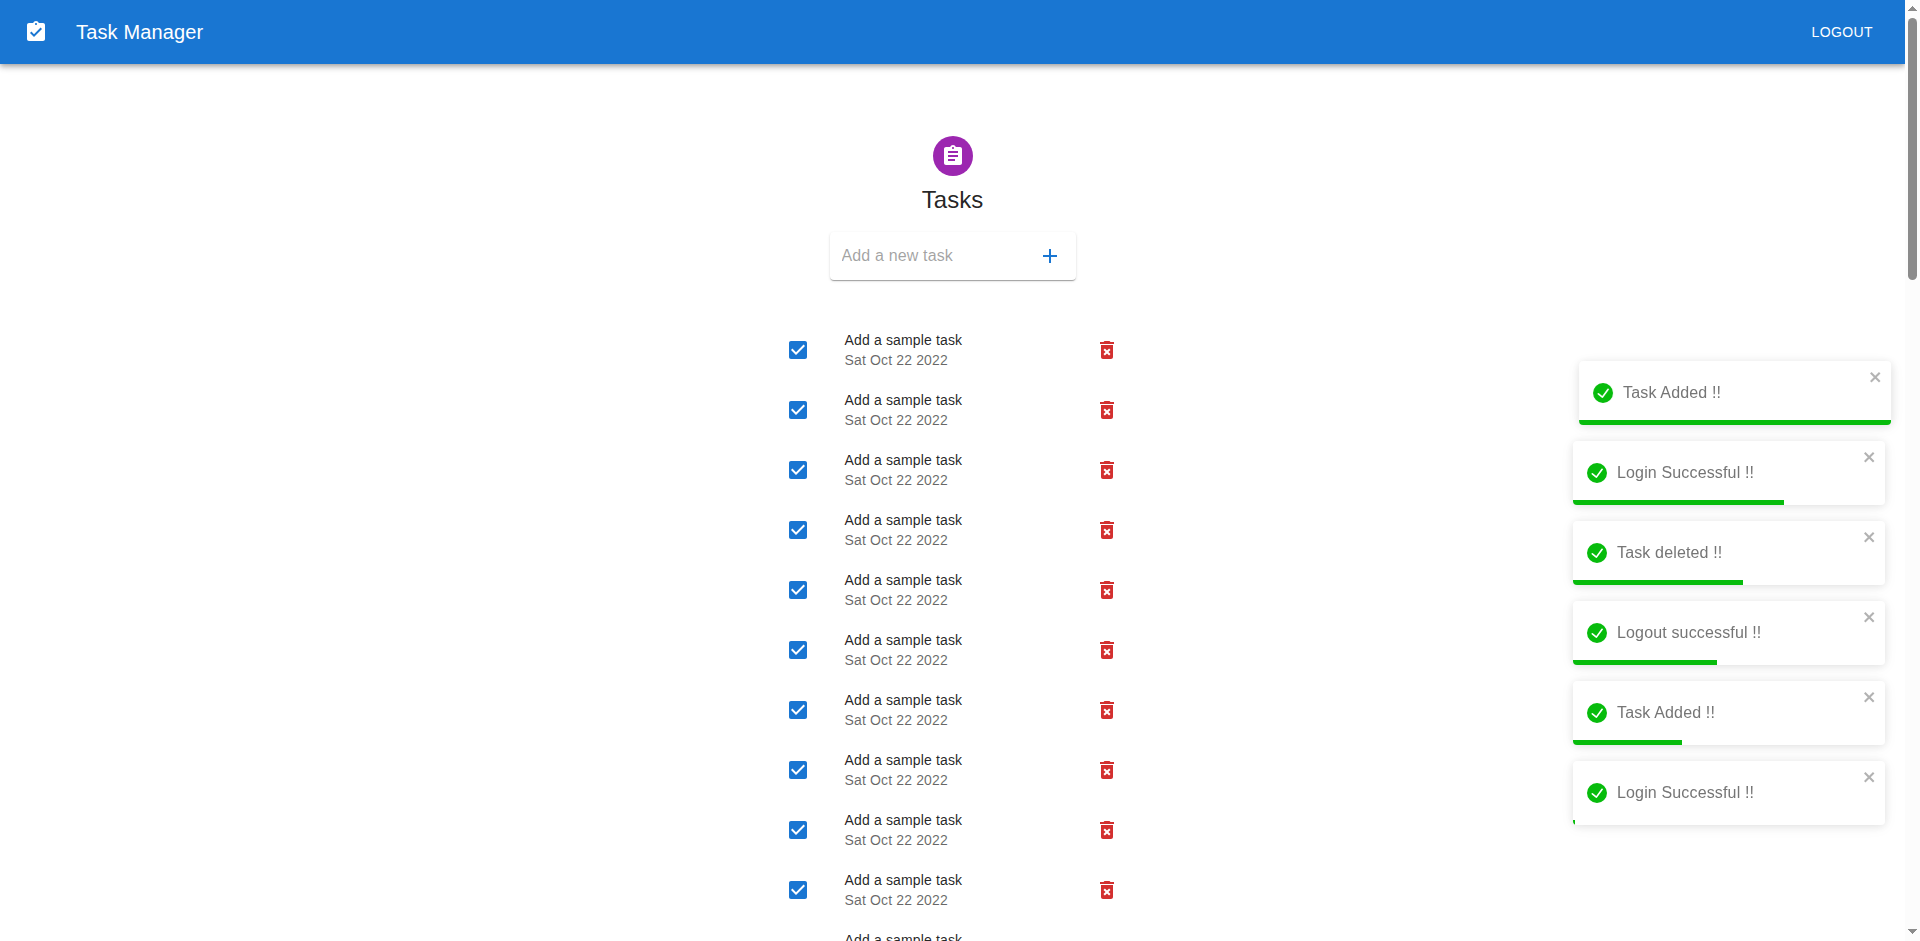 Task Manager
LOGOUT
Tasks
Add a new task
Add a sample task
Sat Oct 22 2022
Add a sample task
Sat Oct 22 2022
Add a sample task
Sat Oct 22 2022
Add a sample task
Sat Oct 22 2022
Add a sample task
Sat Oct 22 2022
Add a sample task
Sat Oct 22 2022
Add a sample task
Sat Oct 22 2022
Add a sample task
Sat Oct 22 2022
Add a sample task
Sat Oct 22 2022
Add a sample task
Sat Oct 22 2022
Add a sample task
Task Added !!
Login Successful !!
Task deleted !!
Logout successful !!
Task Added !!
Login Successful !!